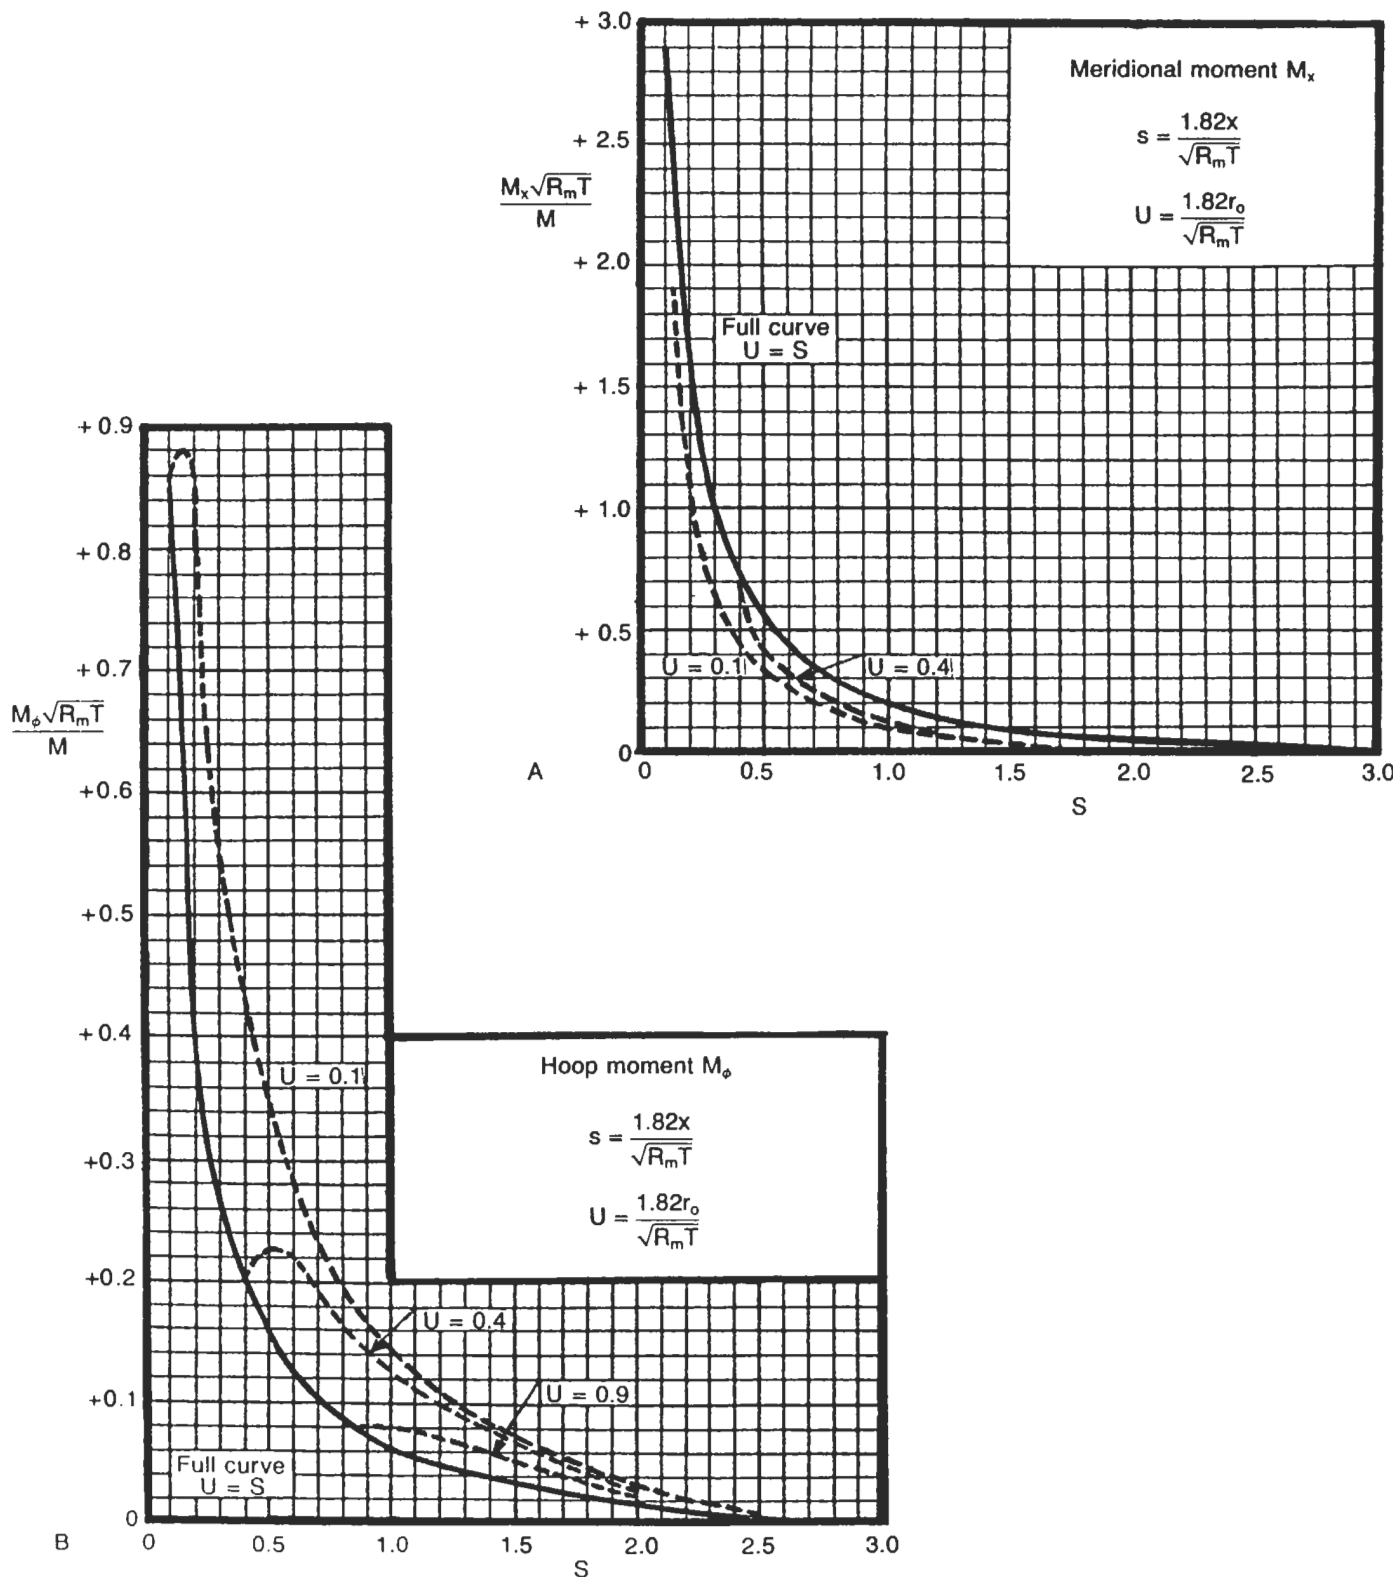 + 3.0
+ 2.5
+ 2.0
+ 1.5
+ 1.0
+ 0.5
0
Mₓ√RₘT
M
Meridional moment Mₓ
s = 1.82x
√RₘT
U = 1.82rₒ
√RₘT
Full curve
U = S
U = 0.1
U = 0.4
0 0.5 1.0 1.5 2.0 2.5 3.0
A
S
+ 0.9
+ 0.8
+ 0.7
+0.6
+0.5
+0.4
+0.3
+0.2
+0.1
0
Mᵩ√RₘT
M
U = 0.1
Hoop moment Mᵩ
s = 1.82x
√RₘT
U = 1.82rₒ
√RₘT
U = 0.4
U = 0.9
Full curve
U = S
B
0 0.5 1.0 1.5 2.0 2.5 3.0
S